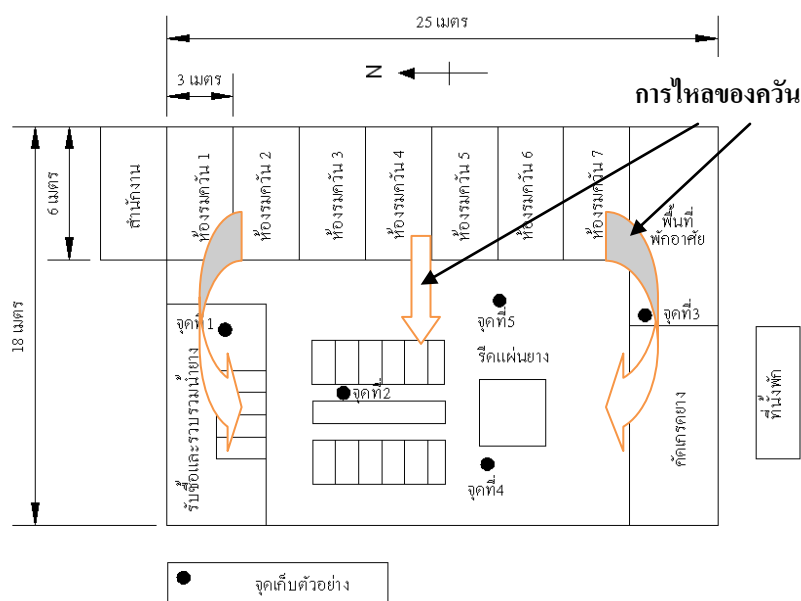 25 เมตร
N
3 เมตร
การไหลของควัน
6 เมตร
18 เมตร
สำนักงาน
ห้องรมควัน 1
ห้องรมควัน 2
ห้องรมควัน 3
ห้องรมควัน 4
ห้องรมควัน 5
ห้องรมควัน 6
ห้องรมควัน 7
พื้นที่
พักอาศัย
จุดที่1
จุดที่5
จุดที่3
รีดแผ่นยาง
จุดที่2
รับซื้อและรวบรวมน้ำยาง
คัดเกรดยาง
ที่นั่งพัก
จุดที่4
จุดเก็บตัวอย่าง